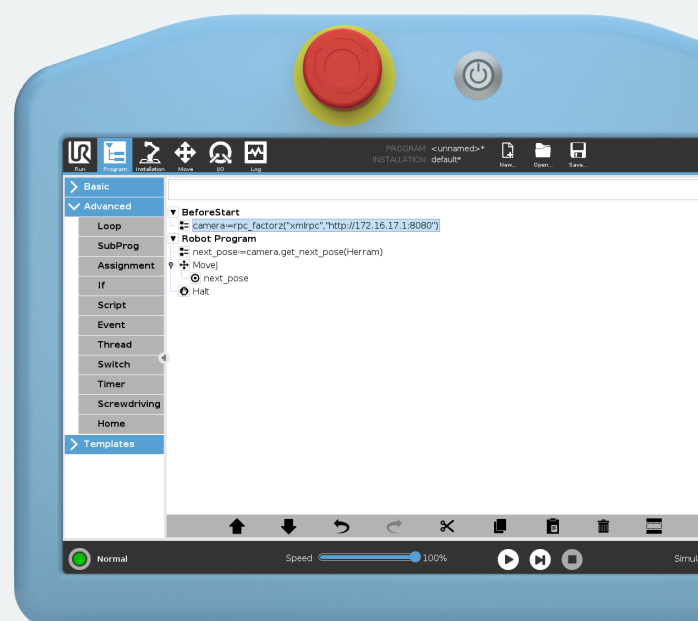 UR
PROGRAM <unnamed>*
INSTALLATION default*
Run Program Installation Move I/O Log New... Open... Save...
Basic
Advanced
Loop
SubProg
Assignment
If
Script
Event
Thread
Switch
Timer
Screwdriving
Home
Templates
BeforeStart
camera≔rpc_factorz("xmlrpc","http://172.16.17.1:8080")
Robot Program
next_pose≔camera.get_next_pose(Herram)
MoveJ
next_pose
Halt
Normal
Speed 100%
Simul